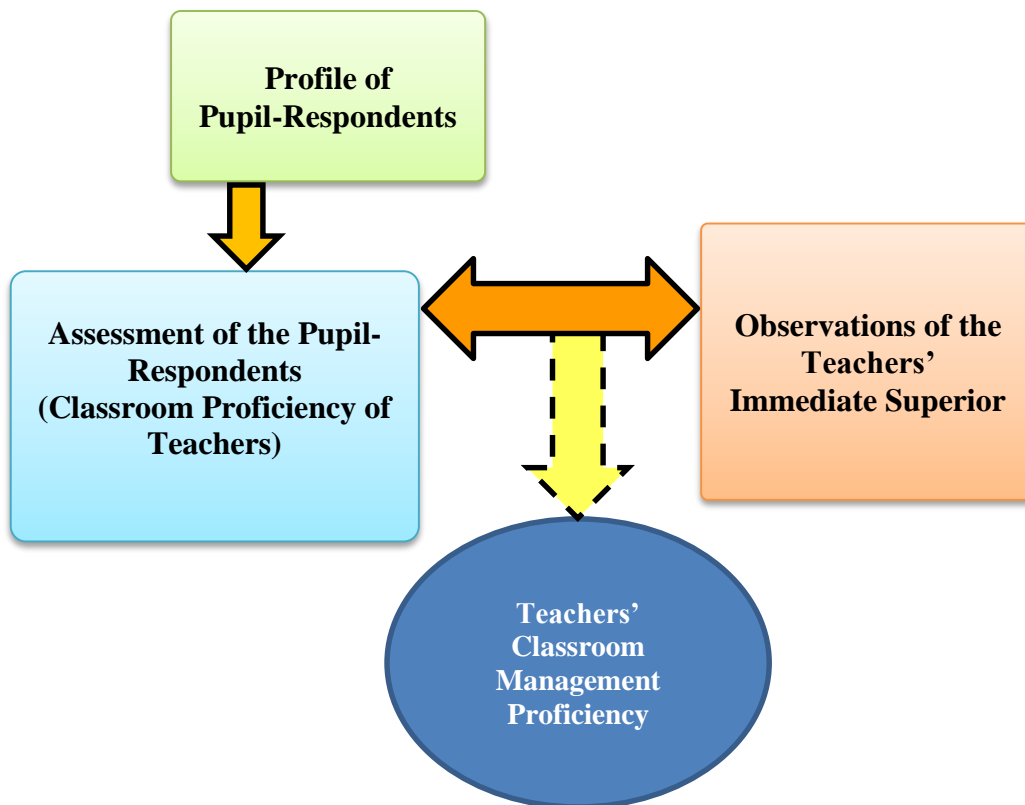 Profile of
Pupil-Respondents
Assessment of the Pupil-
Respondents
(Classroom Proficiency of
Teachers)
Observations of the
Teachers’
Immediate Superior
Teachers’
Classroom
Management
Proficiency